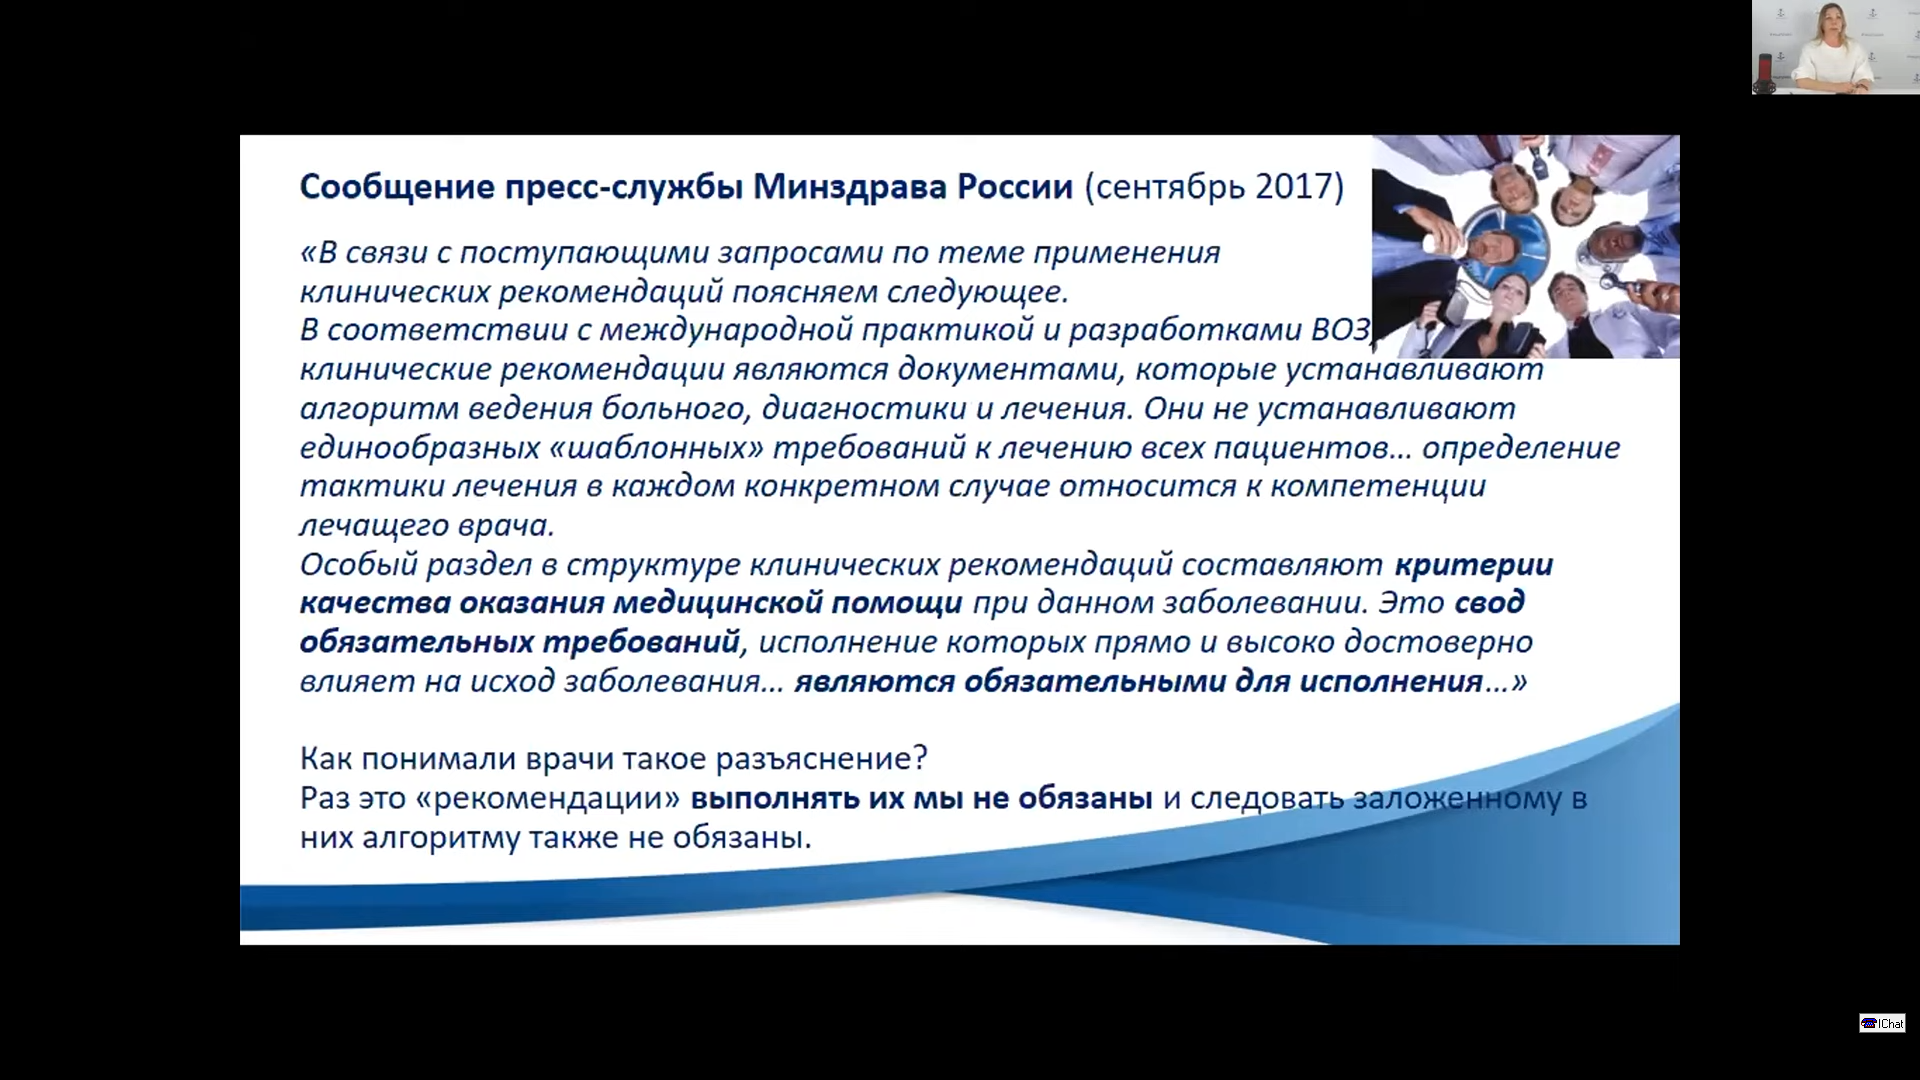 Сообщение пресс-службы Минздрава России (сентябрь 2017)
«В связи с поступающими запросами по теме применения
клинических рекомендаций поясняем следующее.
В соответствии с международной практикой и разработками ВОЗ,
клинические рекомендации являются документами, которые устанавливают
алгоритм ведения больного, диагностики и лечения. Они не устанавливают
единообразных «шаблонных» требований к лечению всех пациентов… определение
тактики лечения в каждом конкретном случае относится к компетенции
лечащего врача.
Особый раздел в структуре клинических рекомендаций составляют критерии
качества оказания медицинской помощи при данном заболевании. Это свод
обязательных требований, исполнение которых прямо и высоко достоверно
влияет на исход заболевания… являются обязательными для исполнения…»
Как понимали врачи такое разъяснение?
Раз это «рекомендации» выполнять их мы не обязаны и следовать заложенному в
них алгоритму также не обязаны.
IChat